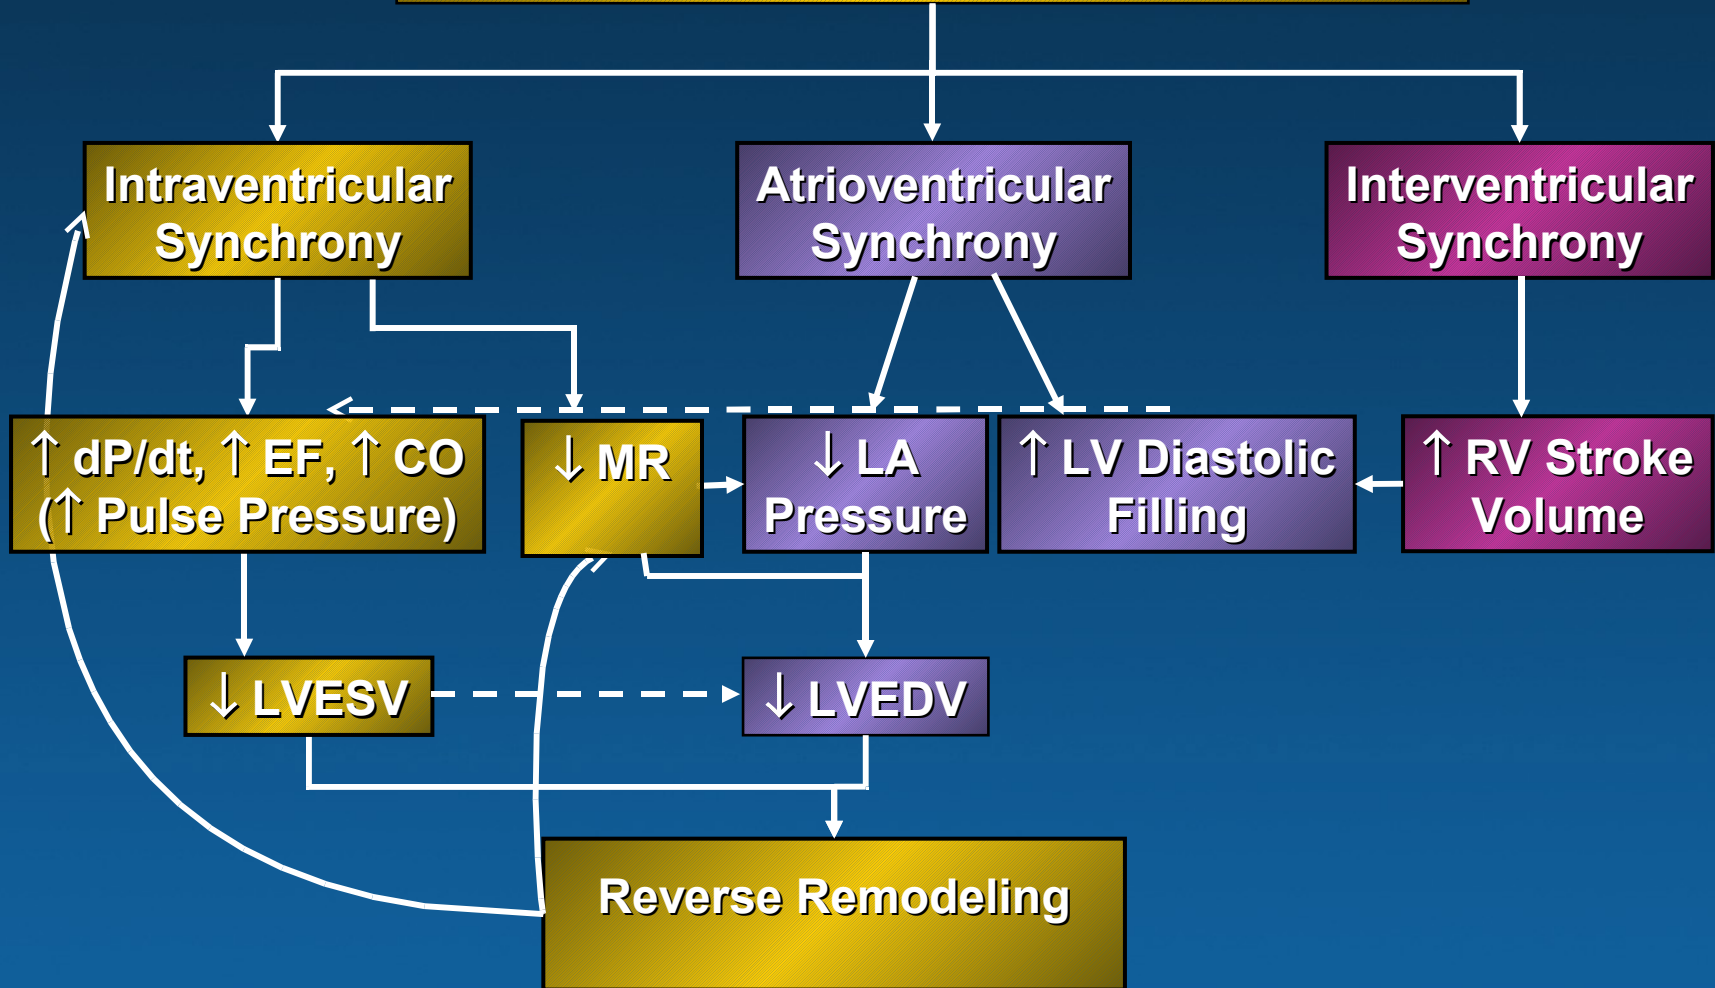 Intraventricular
Synchrony
Atrioventricular
Synchrony
Interventricular
Synchrony
↑ dP/dt, ↑ EF, ↑ CO
(↑ Pulse Pressure)
↓ MR
↓ LA
Pressure
↑ LV Diastolic
Filling
↑ RV Stroke
Volume
↓ LVESV
↓ LVEDV
Reverse Remodeling